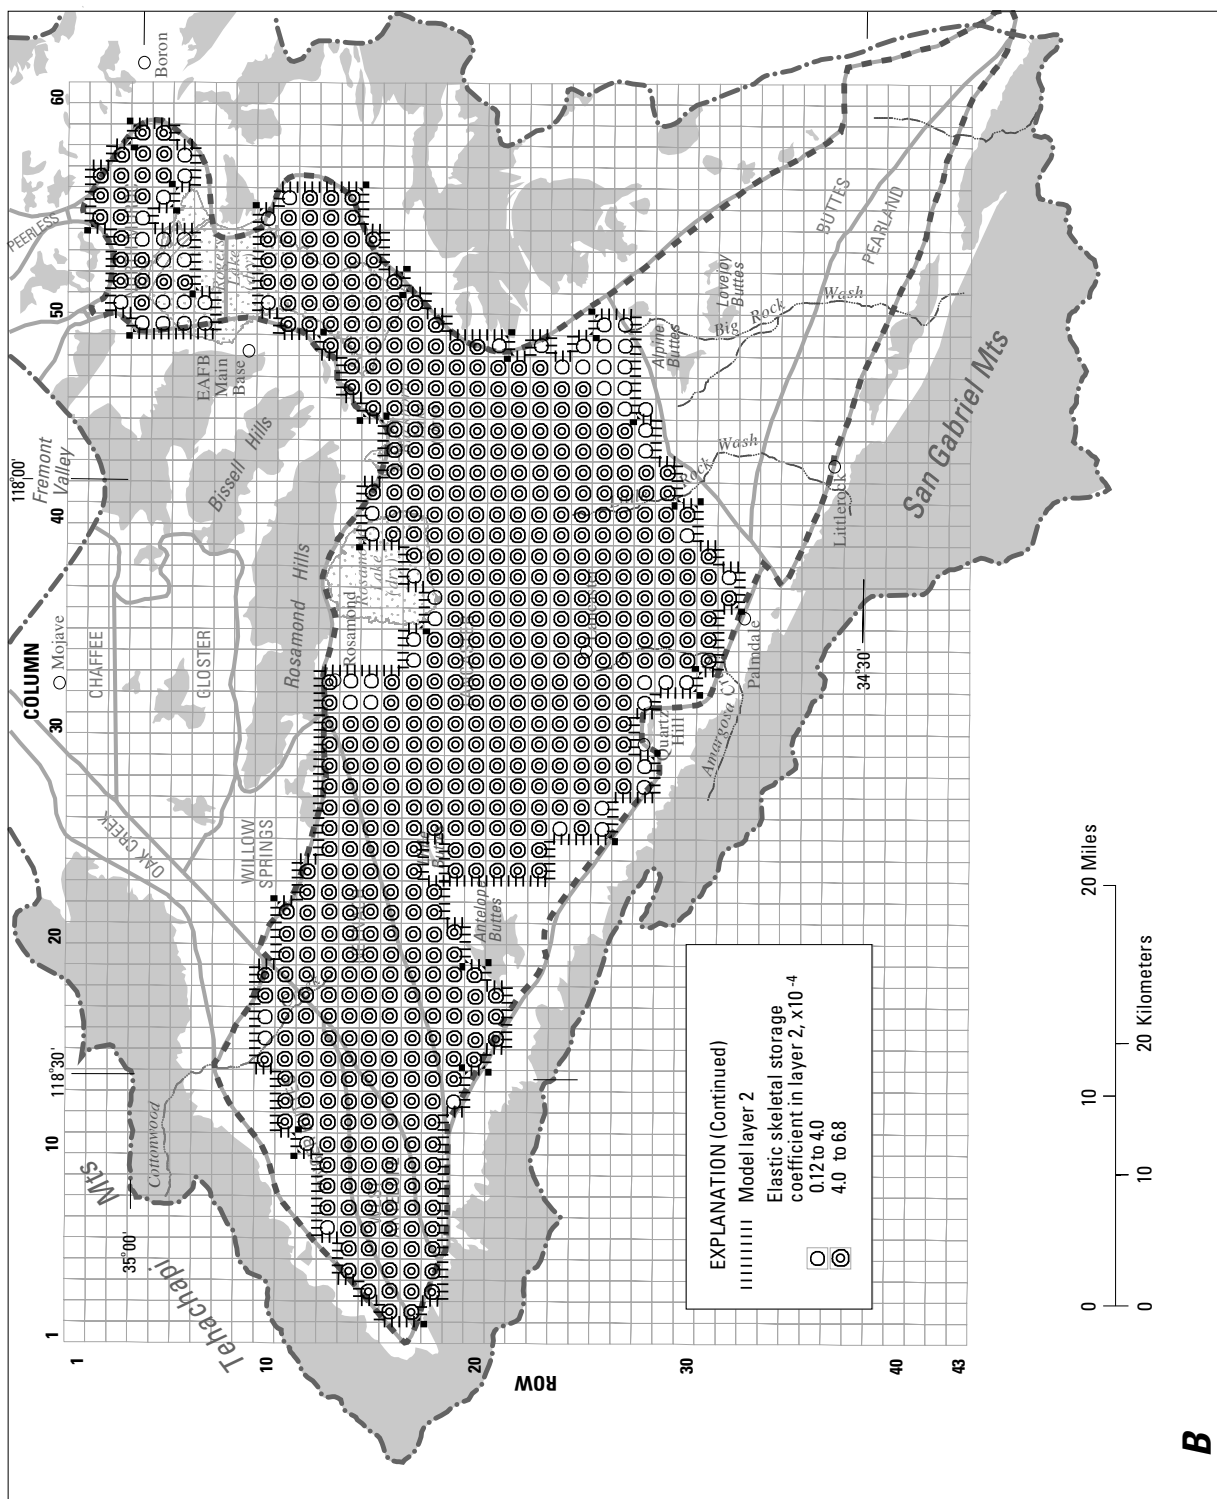 COLUMN
1
10
20
30
40
50
60
118°30'
118°00'
35°00'
34°30'
ROW
1
10
20
30
40
43
Tehachapi
Mts
Cottonwood
OAK CREEK
WILLOW
SPRINGS
Mojave
CHAFFEE
GLOSTER
Fremont
Valley
Bissell Hills
Rosamond Hills
Rosamond
EAFB
Main
Base
Rogers
Lake
(dry)
PEERLESS
Boron
Antelope
Buttes
Quartz
Hill
Amargosa Cr
Palmdale
Littlerock
Rock
Wash
Alpine
Buttes
Lovejoy
Buttes
Big Rock
Wash
BUTTES
PEARLAND
San Gabriel Mts
EXPLANATION (Continued)
Model layer 2
Elastic skeletal storage
coefficient in layer 2, x10 -4
0.12 to 4.0
4.0 to 6.8
0 10 20 Miles
0 10 20 Kilometers
B